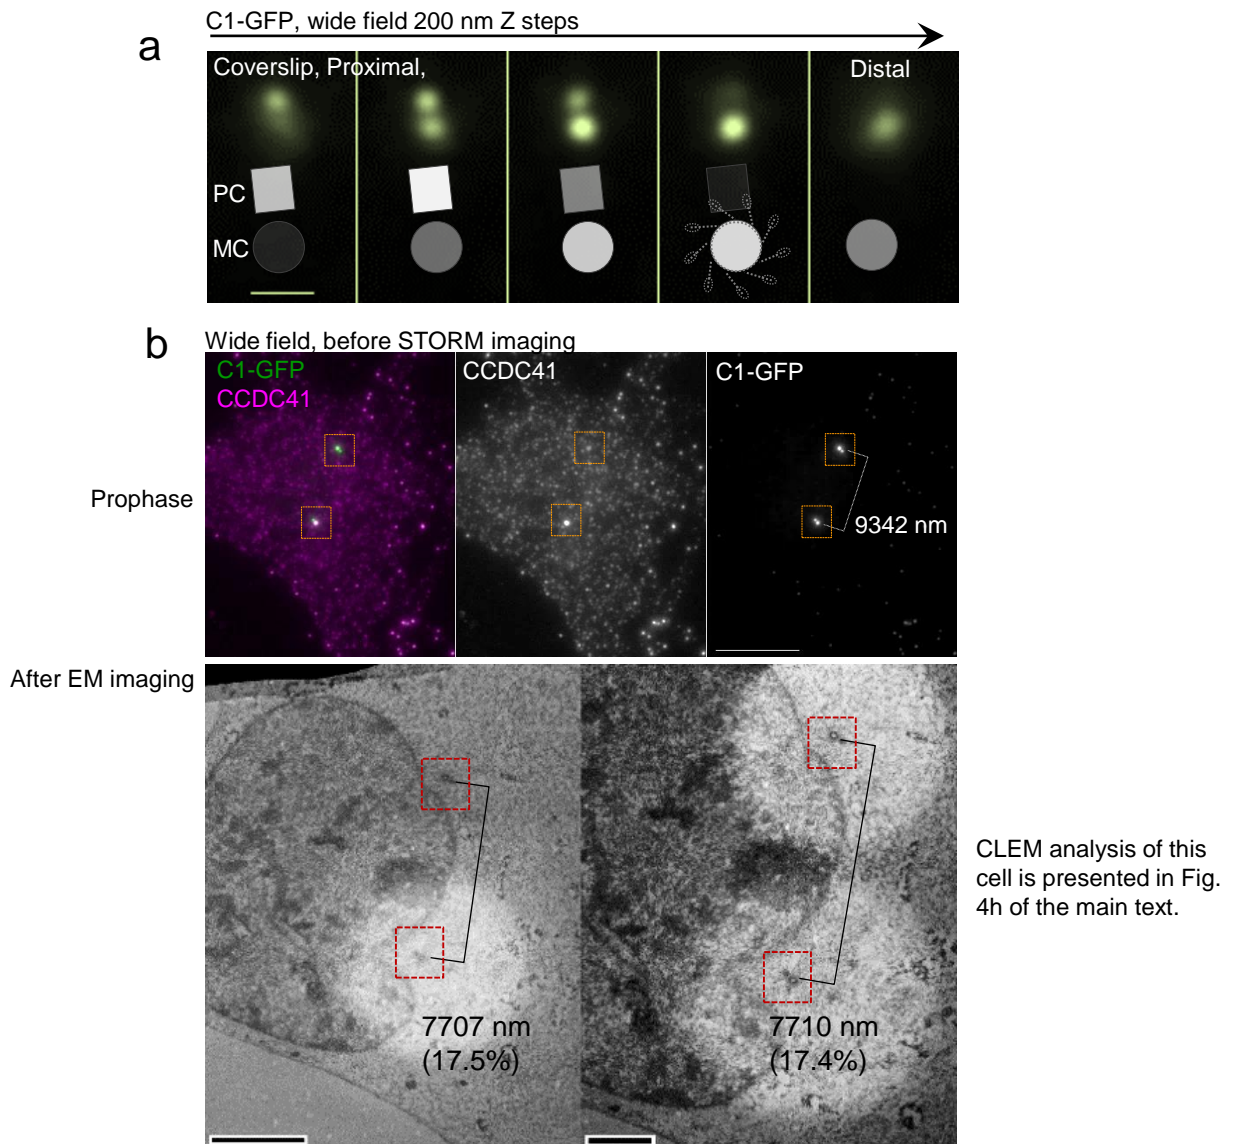 C1-GFP, wide field 200 nm Z steps
a
Coverslip, Proximal,
Distal
PC
MC
b
Wide field, before STORM imaging
C1-GFP
CCDC41
CCDC41
C1-GFP
Prophase
9342 nm
After EM imaging
CLEM analysis of this
cell is presented in Fig.
4h of the main text.
7707 nm
(17.5%)
7710 nm
(17.4%)